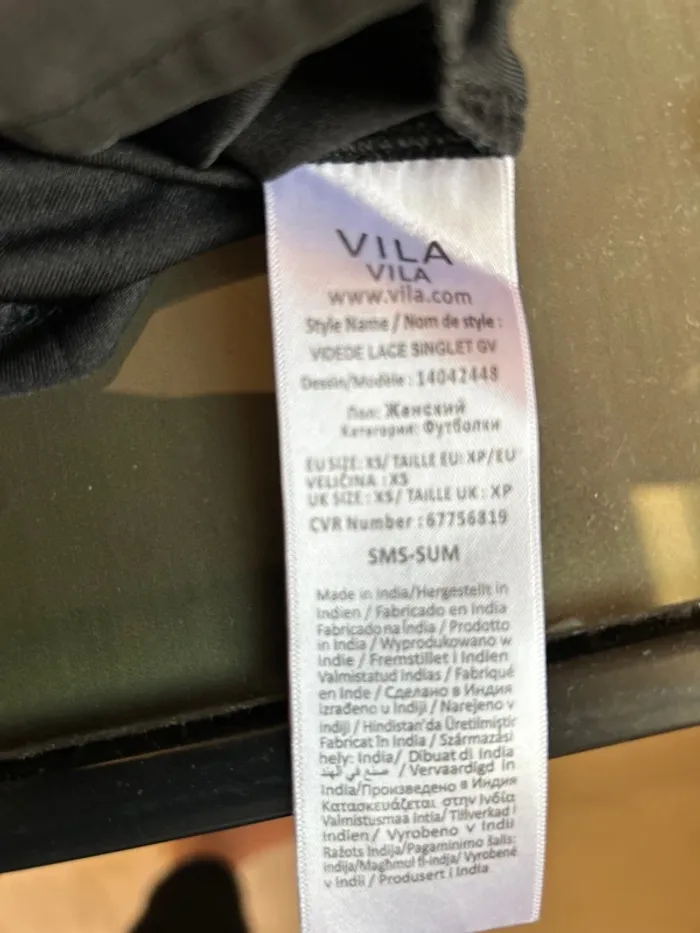 VILA
VILA
www.vila.com
Style Name / Nom de style :
VIDEDE LACE SINGLET GV
Dessin/Modèle : 14042448
Пол: Женский
Категория: Футболки
EU SIZE: XS/ TAILLE EU: XP/EU
VELIČINA : XS
UK SIZE : XS/ TAILLE UK : XP
CVR Number : 67756819
SMS-SUM
Made in India/Hergestellt in
Indien / Fabricado en India
Fabricado na Índia / Prodotto
in India / Wyprodukowano w
Indie / Fremstillet i Indien
Valmistatud Indias / Fabriqué
en Inde / Сделано в Индия
Izrađeno u Indiji / Narejeno v
Indiji / Hindistan'da Üretilmiştir
Fabricat în India / Származási
hely: India/ Dibuat di India
صنع في الهند / Vervaardigd in
India/Произведено в Индия
Κατασκευάζεται στην Ινδία
Valmistusmaa Intia/ Tillverkad i
Indien/ Vyrobeno v Indii
Ražots Indija/Pagaminimo šalis:
Indija/Magħmul fl-Indja/ Vyrobené
v Indii / Produsert i India